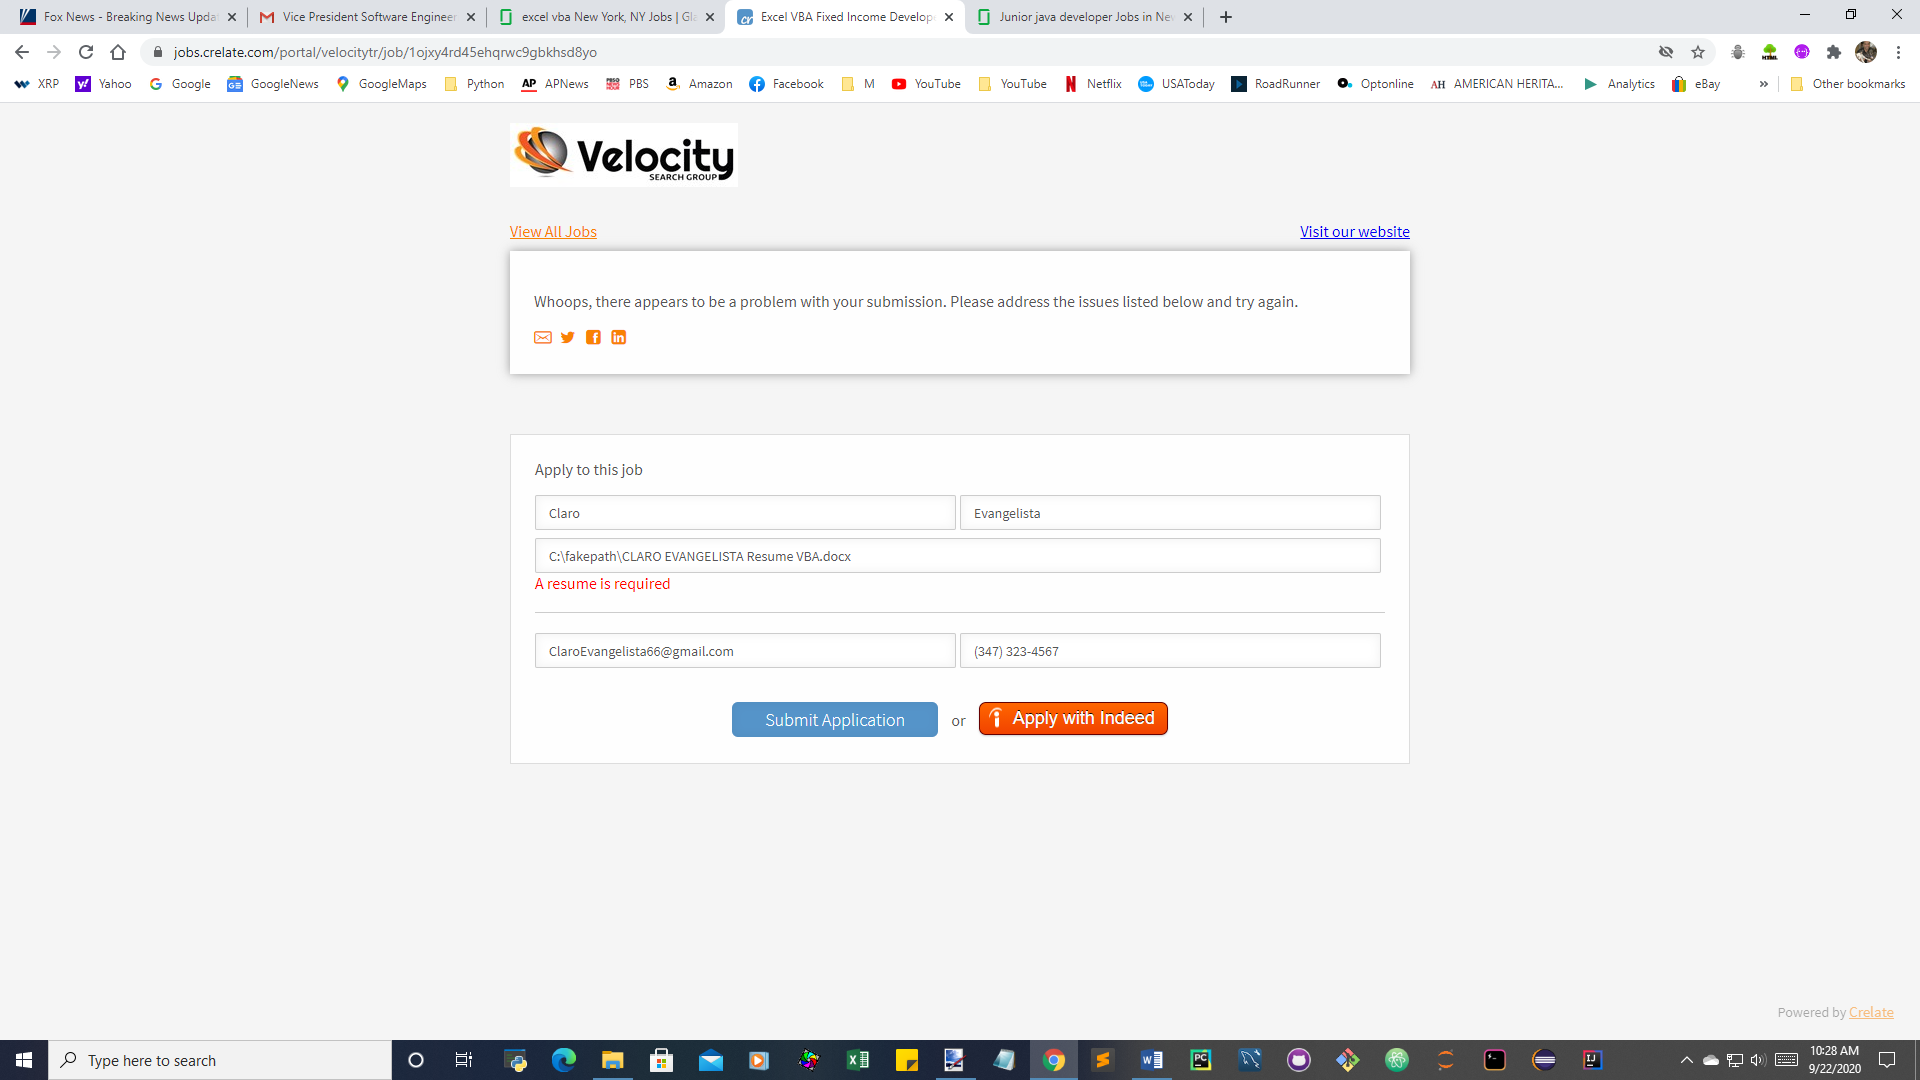 Fox News - Breaking News Updat
Vice President Software Engineer
excel vba New York, NY Jobs | Gla
Excel VBA Fixed Income Develop
Junior java developer Jobs in Nev
jobs.crelate.com/portal/velocitytr/job/1ojxy4rd45ehqrwc9gbkhsd8yo
XRP Yahoo Google GoogleNews GoogleMaps Python AP APNews PBS Amazon Facebook M YouTube YouTube Netflix USAToday RoadRunner Optonline AH AMERICAN HERITA... Analytics eBay » Other bookmarks
Velocity
SEARCH GROUP
View All Jobs
Visit our website
Whoops, there appears to be a problem with your submission. Please address the issues listed below and try again.
Apply to this job
Claro
Evangelista
C:\fakepath\CLARO EVANGELISTA Resume VBA.docx
A resume is required
ClaroEvangelista66@gmail.com
(347) 323-4567
Submit Application or Apply with Indeed
Powered by Crelate
Type here to search
10:28 AM
9/22/2020